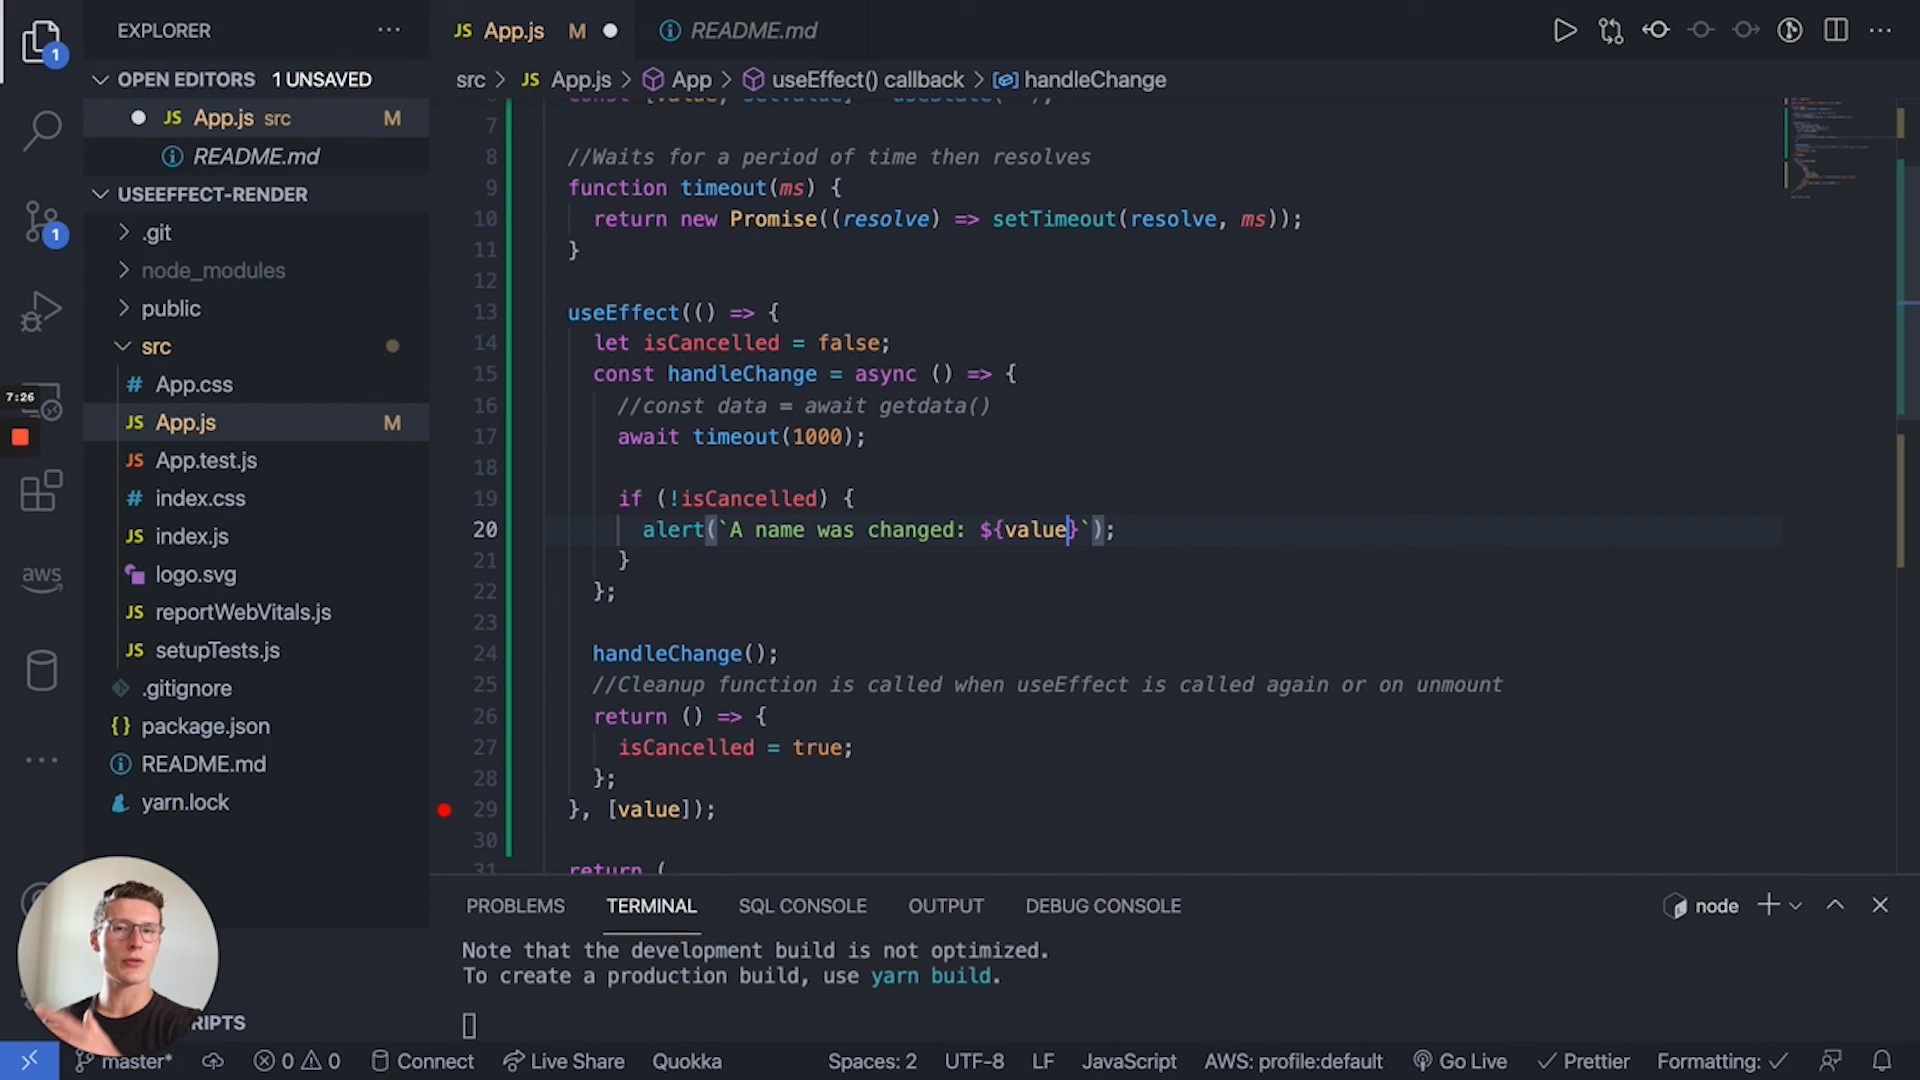 EXPLORER
OPEN EDITORS 1 UNSAVED
JS App.js src M
README.md
USEEFFECT-RENDER
.git
node_modules
public
src
# App.css
JS App.js M
JS App.test.js
# index.css
JS index.js
logo.svg
JS reportWebVitals.js
JS setupTests.js
.gitignore
{} package.json
README.md
yarn.lock
RIPTS
1
1
7:26
aws
JS App.js M
README.md
src > JS App.js > App > useEffect() callback > handleChange
7
8 //Waits for a period of time then resolves
9 function timeout(ms) {
10 return new Promise((resolve) => setTimeout(resolve, ms));
11 }
12
13 useEffect(() => {
14 let isCancelled = false;
15 const handleChange = async () => {
16 //const data = await getdata()
17 await timeout(1000);
18
19 if (!isCancelled) {
20 alert(`A name was changed: ${value}`);
21 }
22 };
23
24 handleChange();
25 //Cleanup function is called when useEffect is called again or on unmount
26 return () => {
27 isCancelled = true;
28 };
29 }, [value]);
30
31 return (
PROBLEMS TERMINAL SQL CONSOLE OUTPUT DEBUG CONSOLE
node
Note that the development build is not optimized.
To create a production build, use yarn build.
master* 0 0 Connect Live Share Quokka Spaces: 2 UTF-8 LF JavaScript AWS: profile:default Go Live Prettier Formatting: